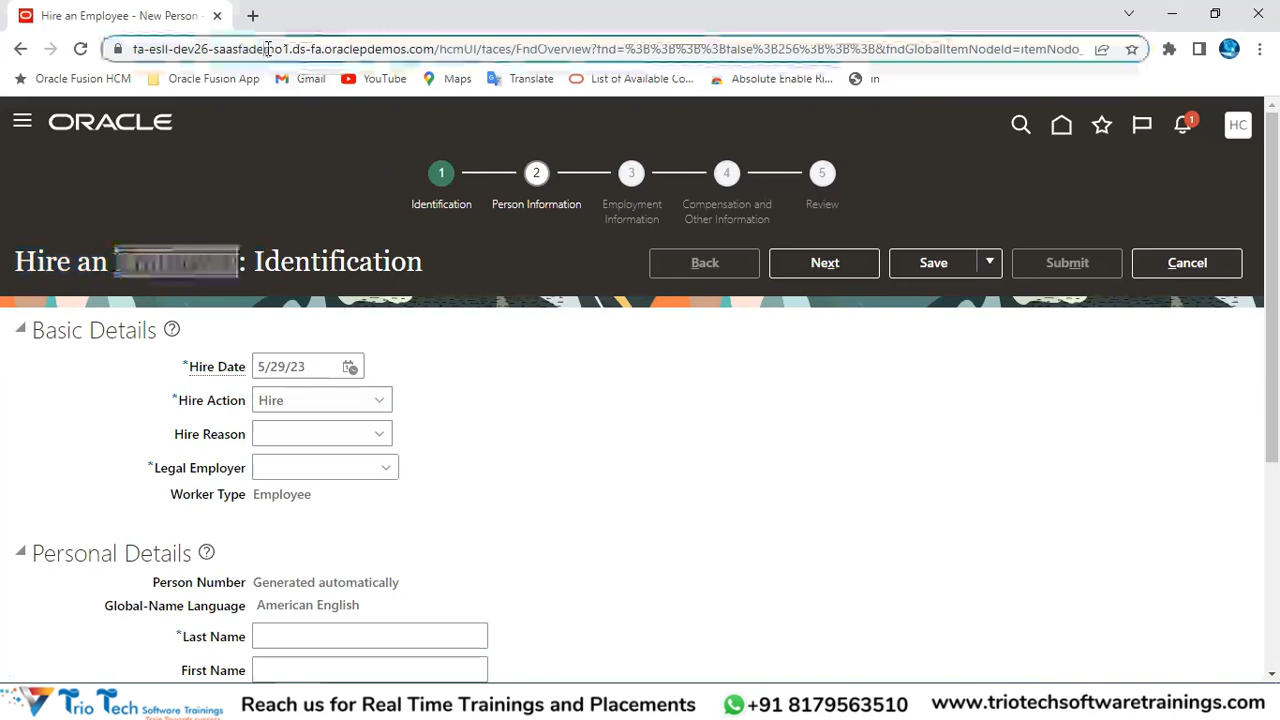 Hire an Employee - New Person -
fa-esll-dev26-saasfademo1.ds-fa.oraclepdemos.com/hcmUI/faces/FndOverview?fnd=%3B%3B%3B%3Bfalse%3B256%3B%3B%3B&fndGlobalItemNodeId=itemNode_
Oracle Fusion HCM Oracle Fusion App Gmail YouTube Maps Translate List of Available Co... Absolute Enable Ri... in
ORACLE
1
HC
1 2 3 4 5
Identification Person Information Employment Information Compensation and Other Information Review
Hire an : Identification
Back Next Save Submit Cancel
Basic Details ?
*Hire Date 5/29/23
*Hire Action Hire
Hire Reason
*Legal Employer
Worker Type Employee
Personal Details ?
Person Number Generated automatically
Global-Name Language American English
*Last Name
First Name
Trio Tech Software Trainings
Reach us for Real Time Trainings and Placements +91 8179563510 www.triotechsoftwaretrainings.com